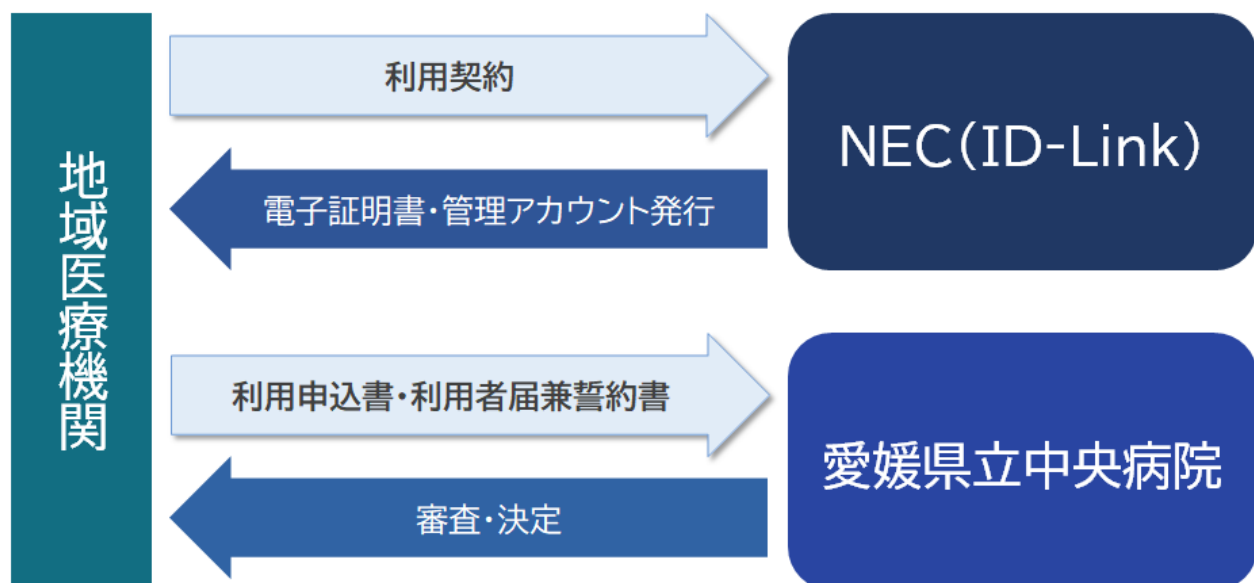 地域医療機関
利用契約
電子証明書・管理アカウント発行
NEC(ID-Link)
利用申込書・利用者届兼誓約書
審査・決定
愛媛県立中央病院